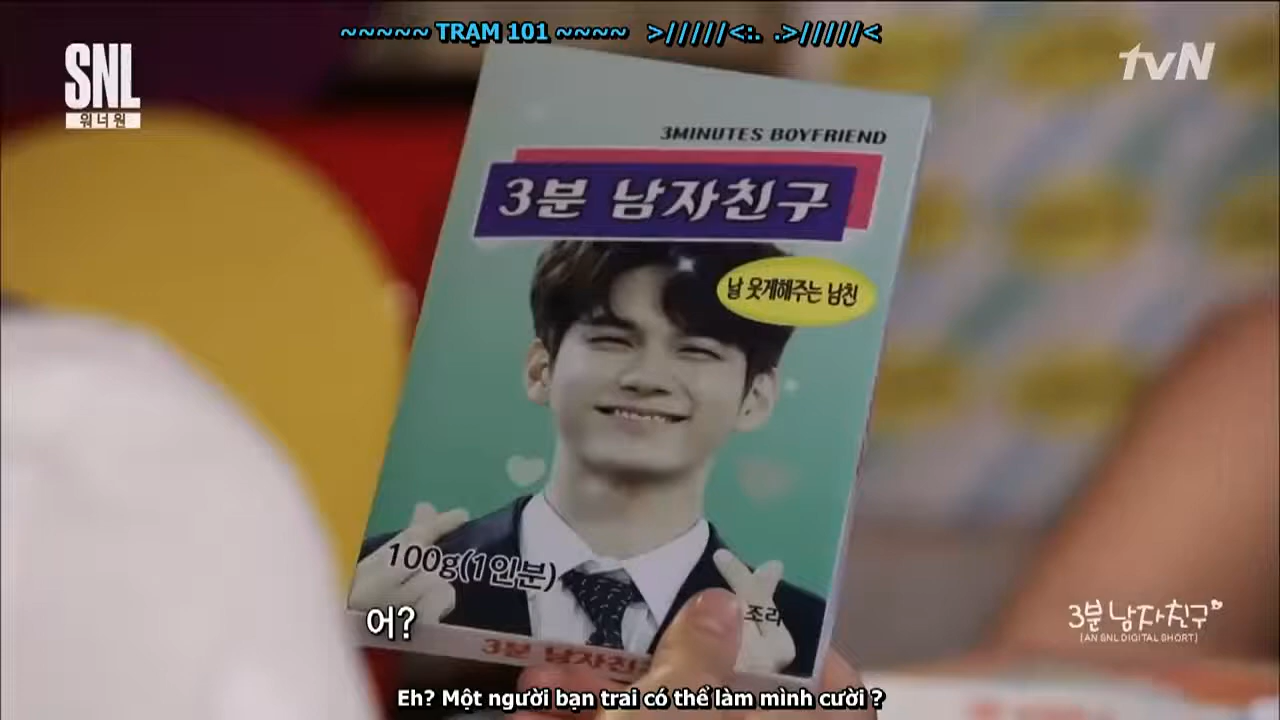 ~~~~~ TRẠM 101 ~~~~ >/////<:. .>/////<
SNL
워너원
tvN
3MINUTES BOYFRIEND
3분 남자친구
날 웃게해주는 남친
100g(1인분)
조리
어?
3분 남자친
3분 남자친구
[AN SNL DIGITAL SHORT]
Eh? Một người bạn trai có thể làm mình cười ?